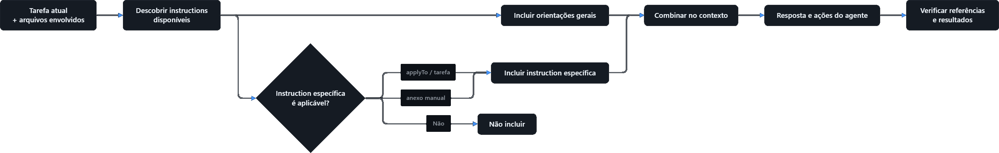 Tarefa atual
+ arquivos envolvidos
Descobrir instructions
disponíveis
Incluir orientações gerais
Combinar no contexto
Resposta e ações do agente
Verificar referências
e resultados
Instruction específica
é aplicável?
applyTo / tarefa
anexo manual
Não
Incluir instruction específica
Não incluir